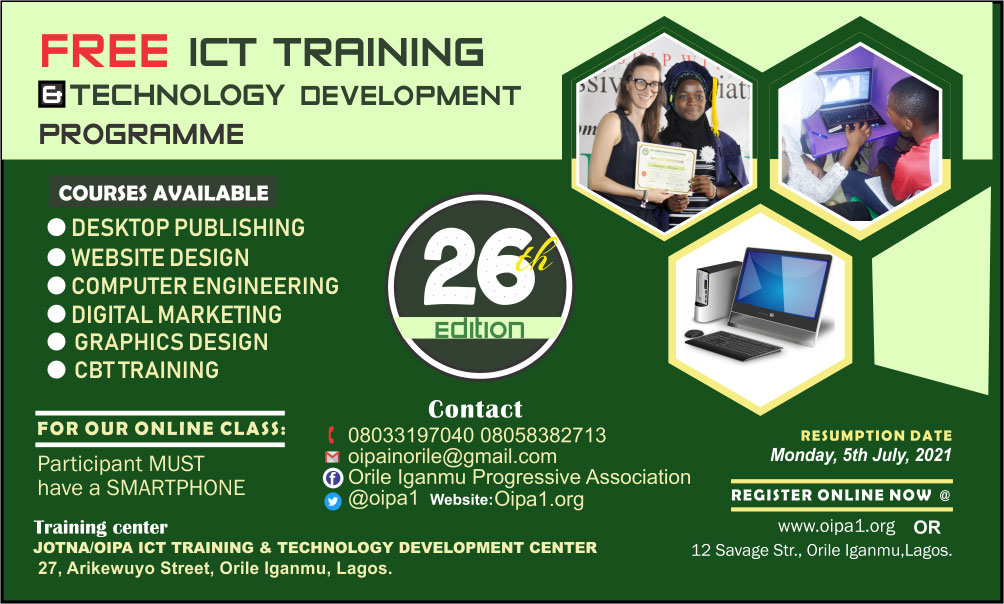 FREE ICT TRAINING
& TECHNOLOGY DEVELOPMENT
PROGRAMME
COURSES AVAILABLE
DESKTOP PUBLISHING
WEBSITE DESIGN
COMPUTER ENGINEERING
DIGITAL MARKETING
GRAPHICS DESIGN
CBT TRAINING
26th
Edition
FOR OUR ONLINE CLASS:
Participant MUST
have a SMARTPHONE
Contact
08033197040 08058382713
oipainorile@gmail.com
Orile Iganmu Progressive Association
@oipa1 Website: Oipa1.org
Training center
JOTNA/OIPA ICT TRAINING & TECHNOLOGY DEVELOPMENT CENTER
27, Arikewuyo Street, Orile Iganmu, Lagos.
RESUMPTION DATE
Monday, 5th July, 2021
REGISTER ONLINE NOW @
www.oipa1.org OR
12 Savage Str., Orile Iganmu,Lagos.